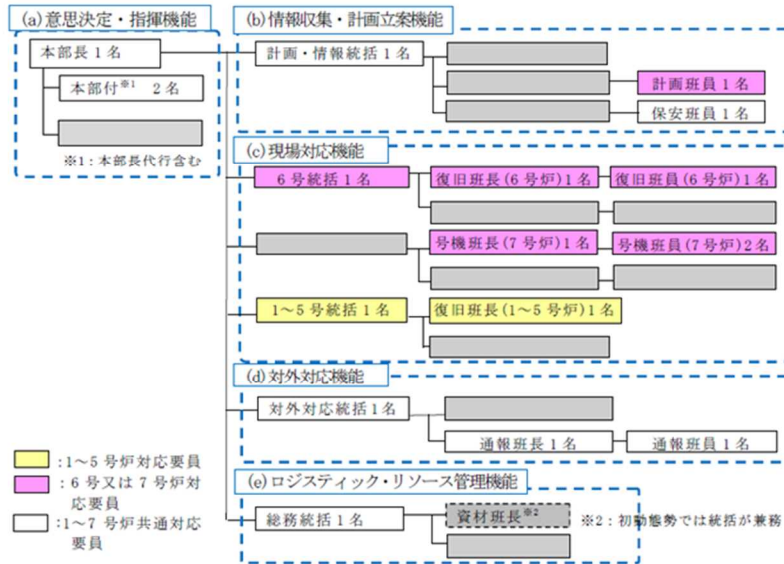 (a)意思決定・指揮機能
本部長1名
本部付※1 2名
※1：本部長代行含む
(b)情報収集・計画立案機能
計画・情報統括1名
計画班員1名
保安班員1名
(c)現場対応機能
6号統括1名
復旧班長(6号炉)1名
復旧班員(6号炉)1名
号機班長(7号炉)1名
号機班員(7号炉)2名
1～5号統括1名
復旧班長(1～5号炉)1名
(d)対外対応機能
対外対応統括1名
通報班長1名
通報班員1名
(e)ロジスティック・リソース管理機能
総務統括1名
資材班長※2
※2：初動態勢では統括が兼務
:1～5号炉対応要員
:6号又は7号炉対
応要員
:1～7号炉共通対応
要員